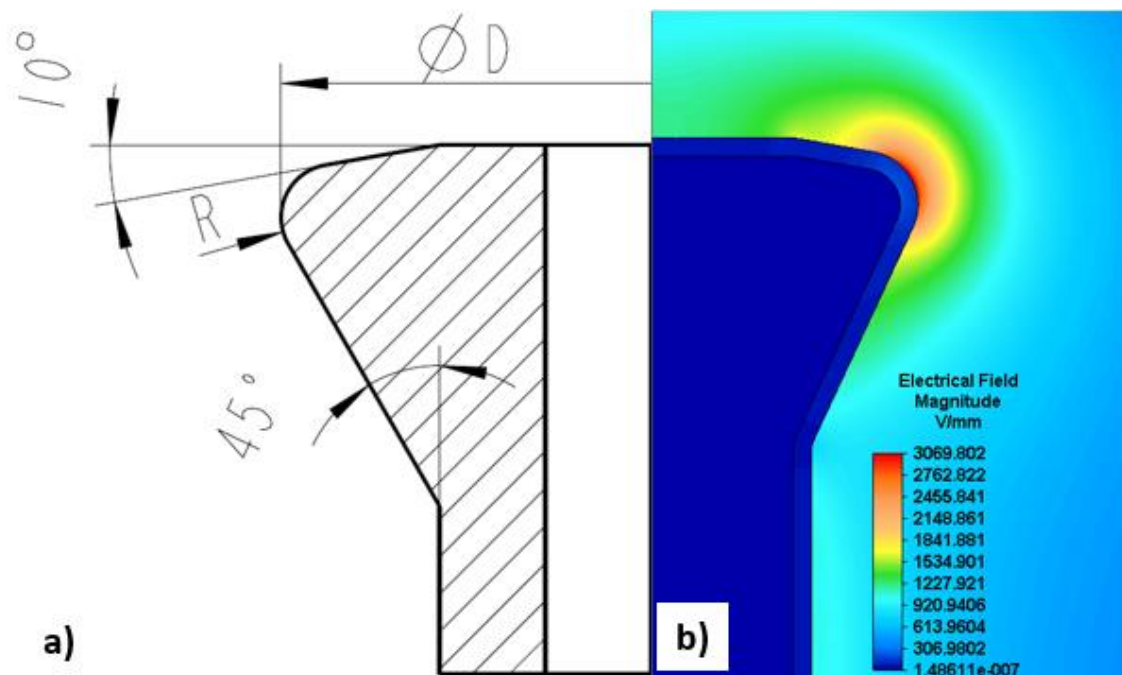 10°
Ø D
R
45°
a)
b)
Electrical Field
Magnitude
V/mm
3069.802
2762.822
2455.841
2148.861
1841.881
1534.901
1227.921
920.9406
613.9604
306.9802
1.48611e-007